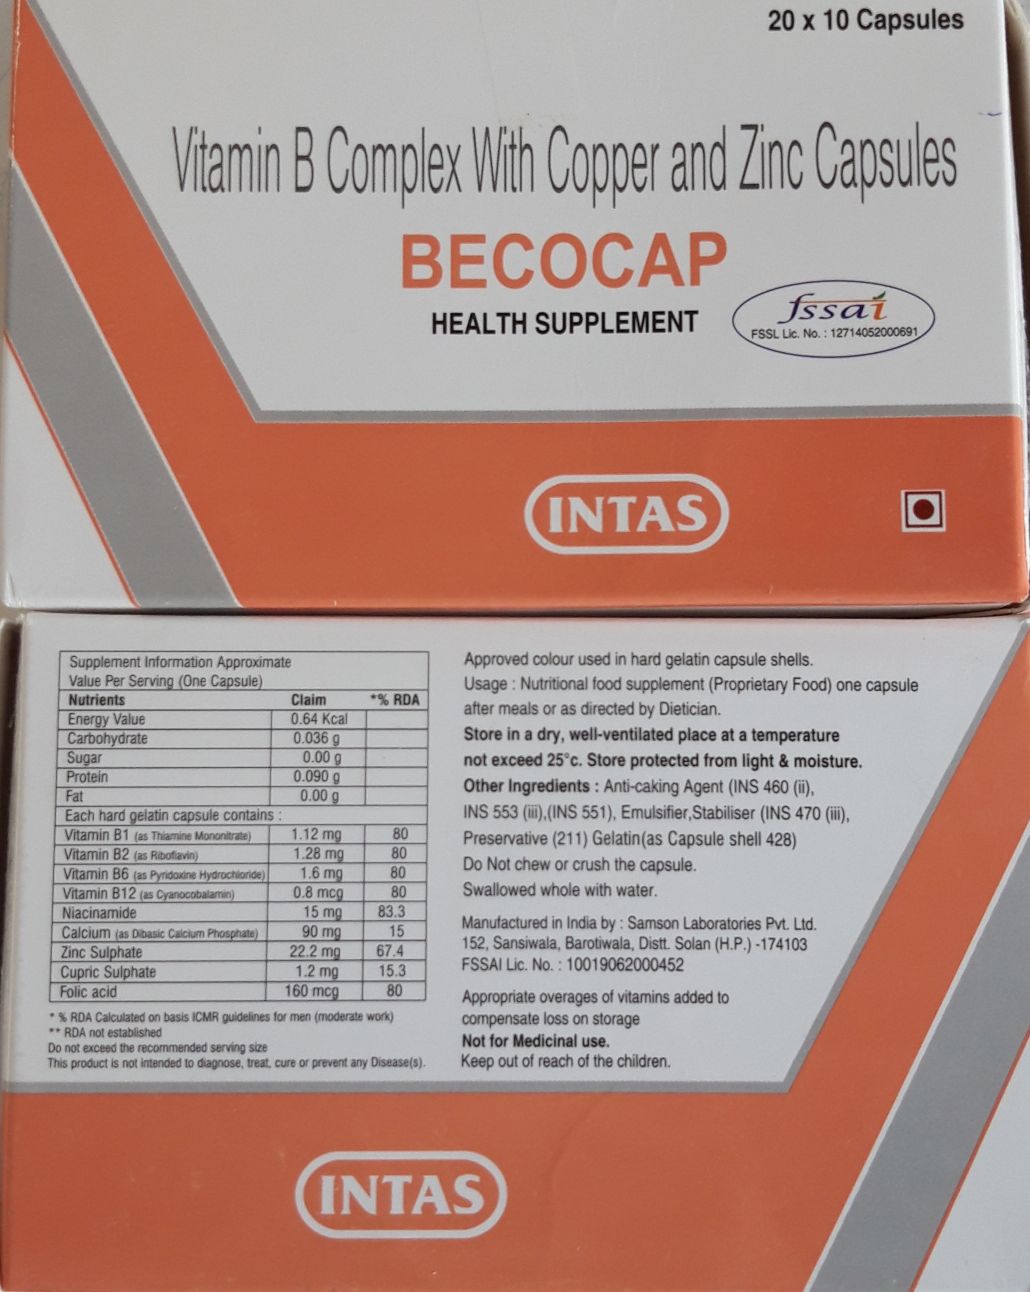 20 x 10 Capsules
Vitamin B Complex With Copper and Zinc Capsules
BECOCAP
HEALTH SUPPLEMENT
fssai
FSSL Lic. No. : 12714052000691
INTAS
Supplement Information Approximate
Value Per Serving (One Capsule)
Nutrients Claim *% RDA
Energy Value 0.64 Kcal
Carbohydrate 0.036 g
Sugar 0.00 g
Protein 0.090 g
Fat 0.00 g
Each hard gelatin capsule contains :
Vitamin B1 (as Thiamine Mononitrate) 1.12 mg 80
Vitamin B2 (as Riboflavin) 1.28 mg 80
Vitamin B6 (as Pyridoxine Hydrochloride) 1.6 mg 80
Vitamin B12 (as Cyanocobalamin) 0.8 mcg 80
Niacinamide 15 mg 83.3
Calcium (as Dibasic Calcium Phosphate) 90 mg 15
Zinc Sulphate 22.2 mg 67.4
Cupric Sulphate 1.2 mg 15.3
Folic acid 160 mcg 80
* % RDA Calculated on basis ICMR guidelines for men (moderate work)
** RDA not established
Do not exceed the recommended serving size
This product is not intended to diagnose, treat, cure or prevent any Disease(s).
Approved colour used in hard gelatin capsule shells.
Usage : Nutritional food supplement (Proprietary Food) one capsule
after meals or as directed by Dietician.
Store in a dry, well-ventilated place at a temperature
not exceed 25°c. Store protected from light & moisture.
Other Ingredients : Anti-caking Agent (INS 460 (ii),
INS 553 (iii),(INS 551), Emulsifier,Stabiliser (INS 470 (iii),
Preservative (211) Gelatin(as Capsule shell 428)
Do Not chew or crush the capsule.
Swallowed whole with water.
Manufactured in India by : Samson Laboratories Pvt. Ltd.
152, Sansiwala, Barotiwala, Distt. Solan (H.P.) -174103
FSSAI Lic. No. : 10019062000452
Appropriate overages of vitamins added to
compensate loss on storage
Not for Medicinal use.
Keep out of reach of the children.
INTAS